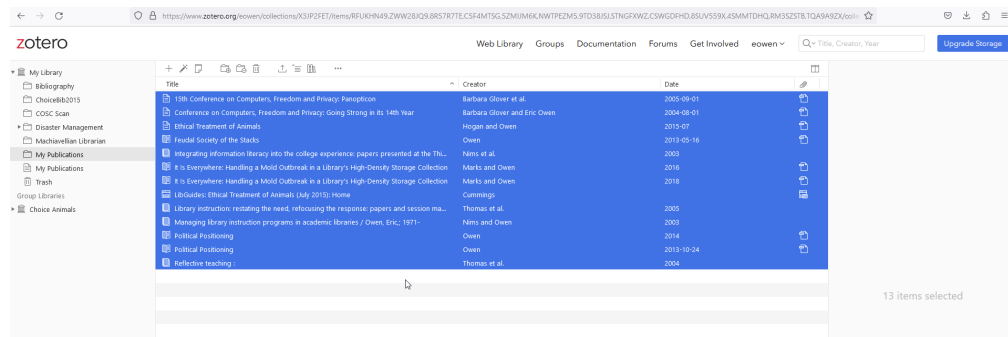 https://www.zotero.org/eowen/collections/X3JP2FET/items/RFUKHN49,ZWW28JQ9,8R57R7TE,C5F4MTSG,5ZMIJM6K,NWTPEZM5,9TD38JSJ,STNGFXWZ,CSWGDFHD,8SUV559X,4SMMTDHQ,RM3SZSTB,TQA9A9ZX/colle
zotero
Web Library Groups Documentation Forums Get Involved eowen
Title, Creator, Year
Upgrade Storage
My Library
Bibliography
ChoiceBib2015
COSC Scan
Disaster Management
Machiavellian Librarian
My Publications
My Publications
Trash
Group Libraries
Choice Animals
Title Creator Date
15th Conference on Computers, Freedom and Privacy: Panopticon Barbara Glover et al. 2005-09-01
Conference on Computers, Freedom and Privacy: Going Strong in its 14th Year Barbara Glover and Eric Owen 2004-08-01
Ethical Treatment of Animals Hogan and Owen 2015-07
Feudal Society of the Stacks Owen 2013-05-16
Integrating information literacy into the college experience: papers presented at the Thi... Nims et al. 2003
It Is Everywhere: Handling a Mold Outbreak in a Library's High-Density Storage Collection Marks and Owen 2016
It Is Everywhere: Handling a Mold Outbreak in a Library's High-Density Storage Collection Marks and Owen 2018
LibGuides: Ethical Treatment of Animals (July 2015): Home Cummings
Library instruction: restating the need, refocusing the response: papers and session ma... Thomas et al. 2005
Managing library instruction programs in academic libraries / Owen, Eric,; 1971- Nims and Owen 2003
Political Positioning Owen 2014
Political Positioning Owen 2013-10-24
Reflective teaching : Thomas et al. 2004
13 items selected